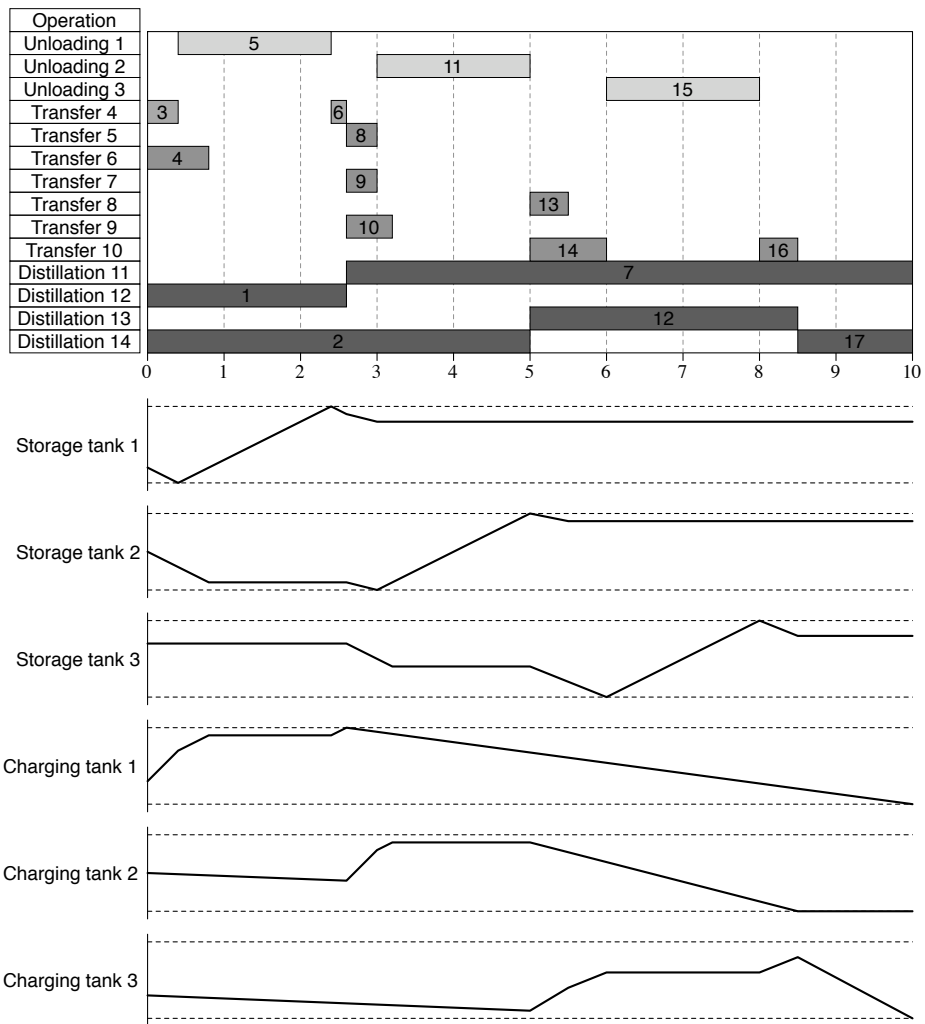 Operation
Unloading 1 5
Unloading 2 11
Unloading 3 15
Transfer 4 3 6
Transfer 5 8
Transfer 6 4
Transfer 7 9
Transfer 8 13
Transfer 9 10
Transfer 10 14 16
Distillation 11 7
Distillation 12 1
Distillation 13 12
Distillation 14 2 17
0 1 2 3 4 5 6 7 8 9 10
Storage tank 1
Storage tank 2
Storage tank 3
Charging tank 1
Charging tank 2
Charging tank 3